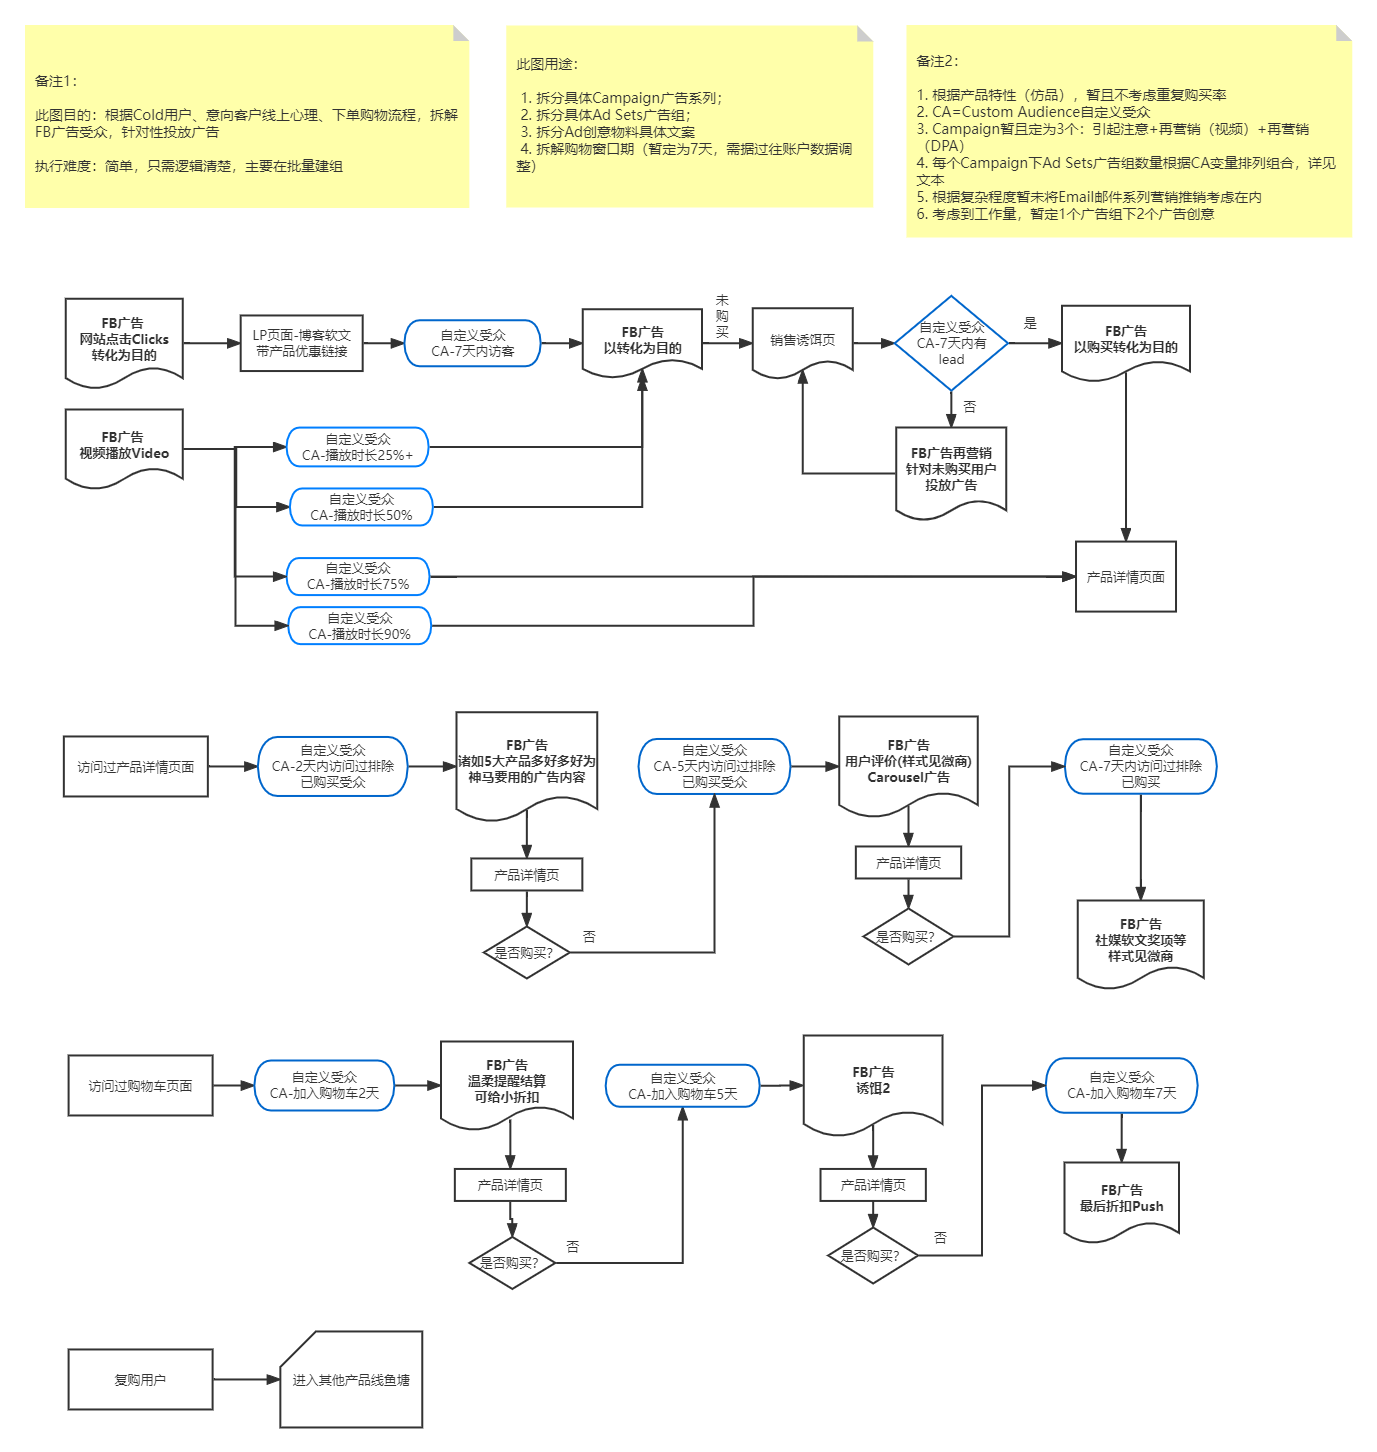 备注1：
此图目的：根据Cold用户、意向客户线上心理、下单购物流程，拆解
FB广告受众，针对性投放广告
执行难度：简单，只需逻辑清楚，主要在批量建组
此图用途：
1. 拆分具体Campaign广告系列；
2. 拆分具体Ad Sets广告组；
3. 拆分Ad创意物料具体文案
4. 拆解购物窗口期（暂定为7天，需据过往账户数据调
整）
备注2：
1. 根据产品特性（仿品），暂且不考虑重复购买率
2. CA=Custom Audience自定义受众
3. Campaign暂且定为3个：引起注意+再营销（视频）+再营销
（DPA）
4. 每个Campaign下Ad Sets广告组数量根据CA变量排列组合，详见
文本
5. 根据复杂程度暂未将Email邮件系列营销推销考虑在内
6. 考虑到工作量，暂定1个广告组下2个广告创意
FB广告
网站点击Clicks
转化为目的
LP页面-博客软文
带产品优惠链接
自定义受众
CA-7天内访客
FB广告
以转化为目的
未
购
买
销售诱饵页
自定义受众
CA-7天内有
lead
是
FB广告
以购买转化为目的
否
FB广告
视频播放Video
自定义受众
CA-播放时长25%+
FB广告再营销
针对未购买用户
投放广告
自定义受众
CA-播放时长50%
自定义受众
CA-播放时长75%
产品详情页面
自定义受众
CA-播放时长90%
访问过产品详情页面
自定义受众
CA-2天内访问过排除
已购买受众
FB广告
诸如5大产品多好多好为
神马要用的广告内容
自定义受众
CA-5天内访问过排除
已购买受众
FB广告
用户评价(样式见微商)
Carousel广告
自定义受众
CA-7天内访问过排除
已购买
产品详情页
产品详情页
是否购买?
否
是否购买?
FB广告
社媒软文奖项等
样式见微商
访问过购物车页面
自定义受众
CA-加入购物车2天
FB广告
温柔提醒结算
可给小折扣
自定义受众
CA-加入购物车5天
FB广告
诱饵2
自定义受众
CA-加入购物车7天
产品详情页
产品详情页
FB广告
最后折扣Push
是否购买?
否
是否购买?
否
复购用户
进入其他产品线鱼塘